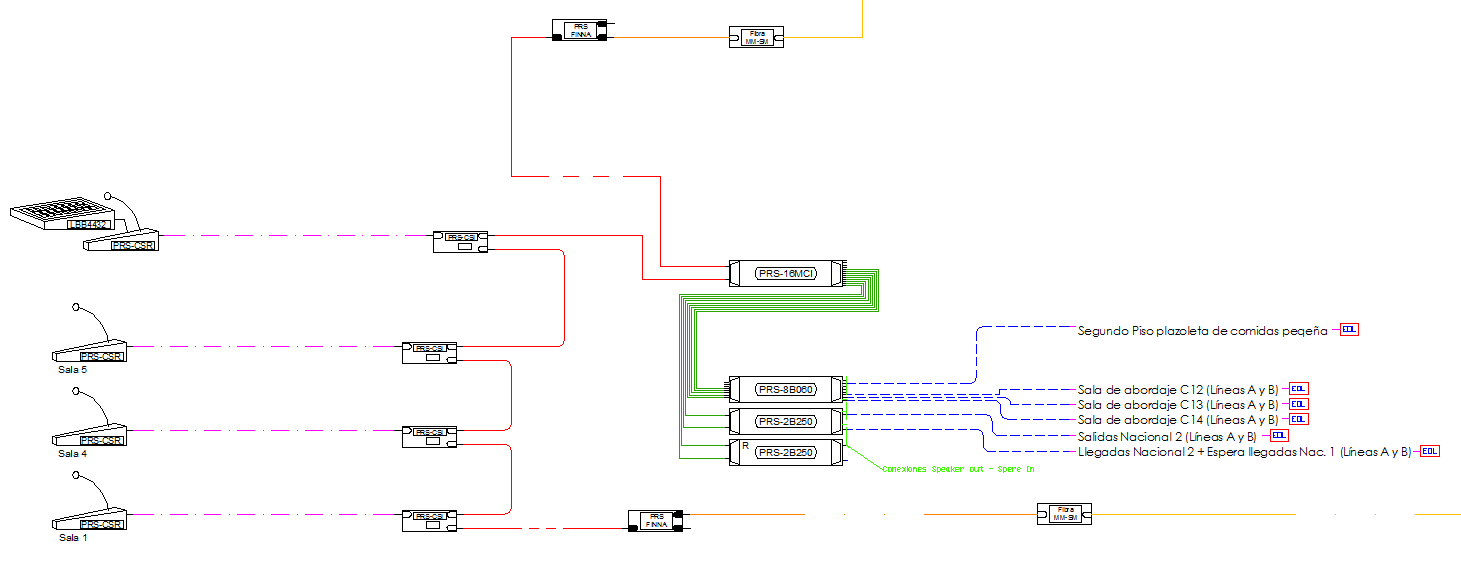 PRS
FINNA
Fibra
MM-SM
LBB4432
PRS-CSR
PRS-CSI
PRS-16MCI
Segundo Piso plazoleta de comidas peqeña
EOL
PRS-CSR
Sala 5
PRS-CSI
PRS-8B060
Sala de abordaje C12 (Líneas A y B)
EOL
Sala de abordaje C13 (Líneas A y B)
EOL
PRS-2B250
Sala de abordaje C14 (Líneas A y B)
EOL
PRS-CSR
Sala 4
PRS-CSI
Salidas Nacional 2 (Líneas A y B)
EOL
R
PRS-2B250
Llegadas Nacional 2 + Espera llegadas Nac. 1 (Líneas A y B)
EOL
Conexiones Speaker out - Spare In
PRS-CSR
Sala 1
PRS-CSI
PRS
FINNA
Fibra
MM-SM